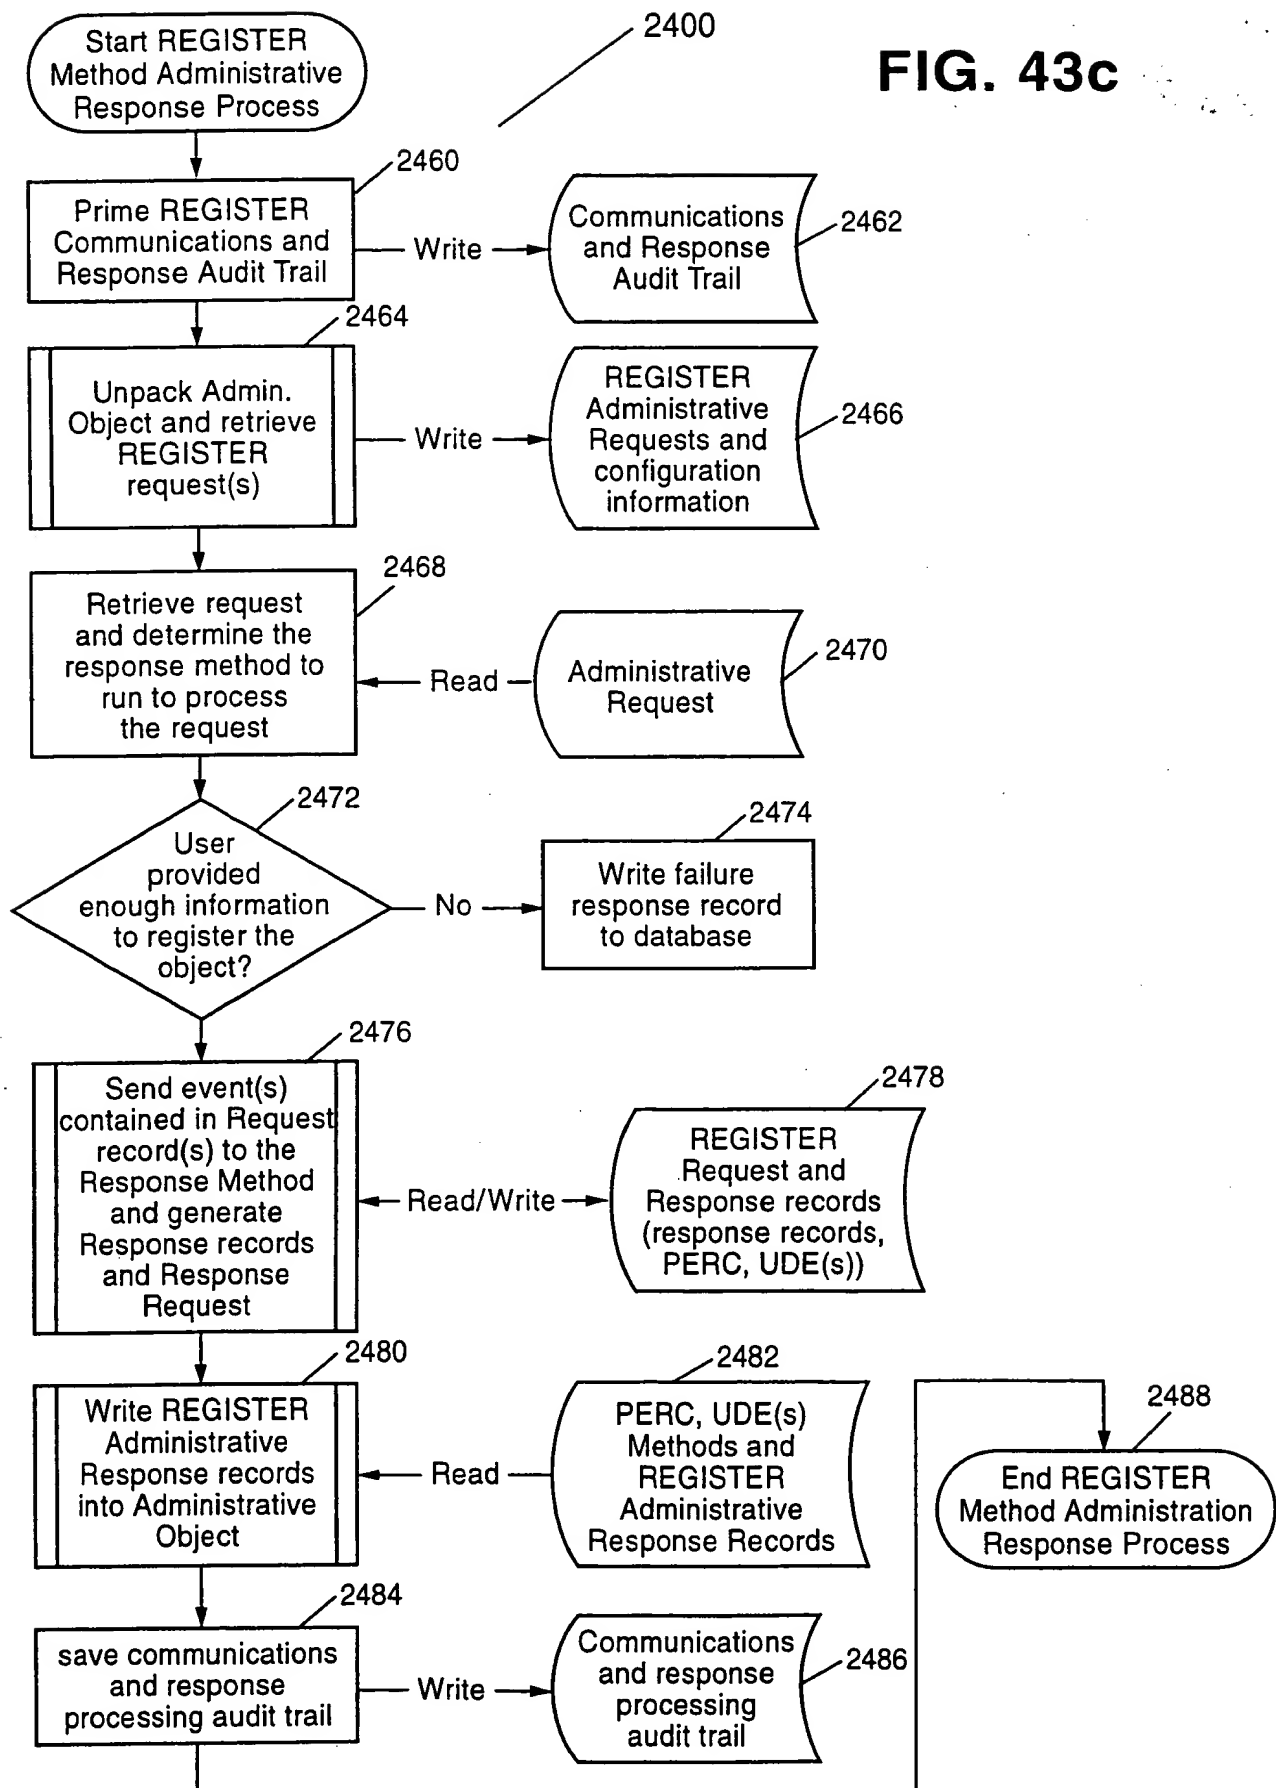 2400
FIG. 43c
Start REGISTER
Method Administrative
Response Process
2460
Prime REGISTER
Communications and
Response Audit Trail
Write
Communications
and Response
Audit Trail
2462
2464
Unpack Admin.
Object and retrieve
REGISTER
request(s)
Write
REGISTER
Administrative
Requests and
configuration
information
2466
2468
Retrieve request
and determine the
response method to
run to process
the request
Read
Administrative
Request
2470
2472
User
provided
enough information
to register the
object?
No
2474
Write failure
response record
to database
2476
Send event(s)
contained in Request
record(s) to the
Response Method
and generate
Response records
and Response
Request
Read/Write
2478
REGISTER
Request and
Response records
(response records,
PERC, UDE(s))
2480
Write REGISTER
Administrative
Response records
into Administrative
Object
Read
2482
PERC, UDE(s)
Methods and
REGISTER
Administrative
Response Records
2484
save communications
and response
processing audit trail
Write
Communications
and response
processing
audit trail
2486
2488
End REGISTER
Method Administration
Response Process